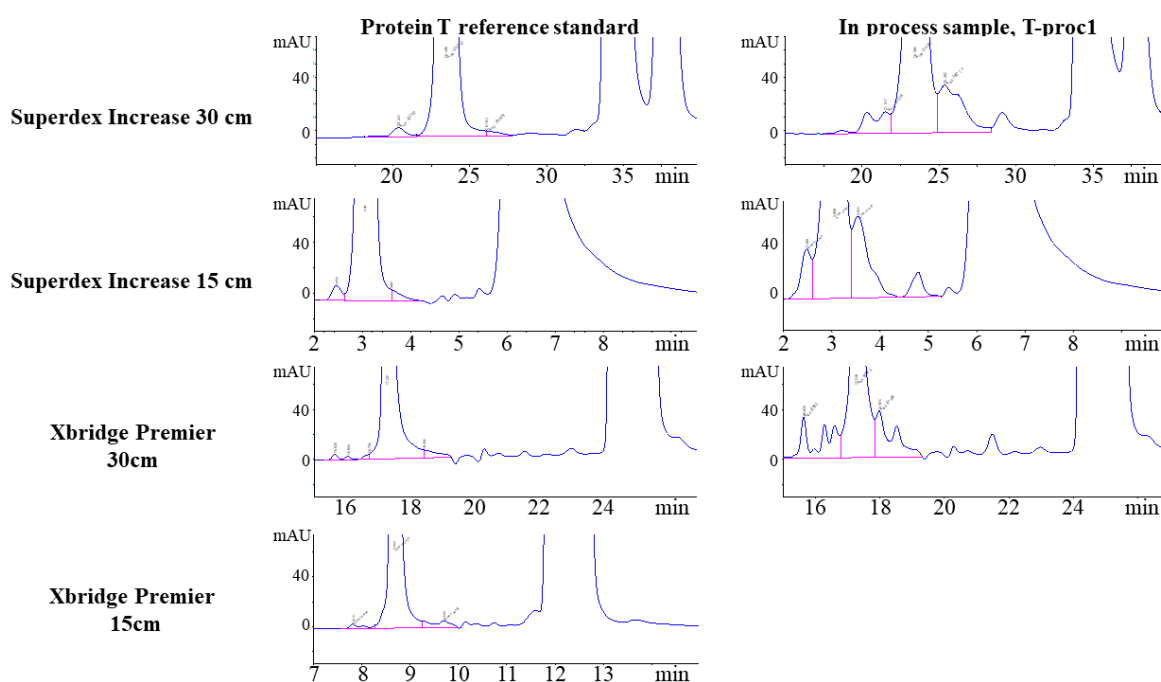 Protein T reference standard
In process sample, T-proc1
Superdex Increase 30 cm
mAU
40
0
20 25 30 35 min
mAU
40
0
20 25 30 35 min
Superdex Increase 15 cm
mAU
40
0
2 3 4 5 6 7 8 min
mAU
40
0
2 3 4 5 6 7 8 min
Xbridge Premier
30cm
mAU
40
0
16 18 20 22 24 min
mAU
40
0
16 18 20 22 24 min
Xbridge Premier
15cm
mAU
40
0
7 8 9 10 11 12 13 min